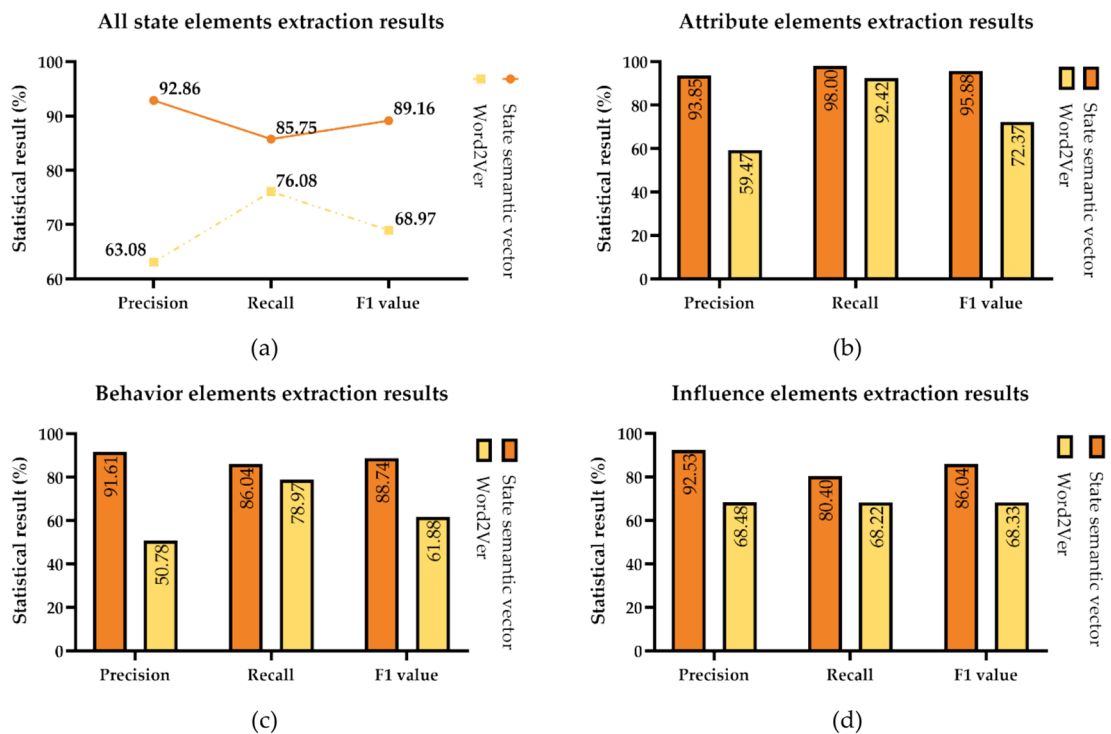 All state elements extraction results
Statistical result (%)
100
90
80
70
60
92.86
85.75
89.16
76.08
68.97
63.08
Precision
Recall
F1 value
State semantic vector
Word2Ver
(a)
Attribute elements extraction results
Statistical result (%)
100
80
60
40
20
0
93.85
59.47
98.00
92.42
95.88
72.37
Precision
Recall
F1 value
State semantic vector
Word2Ver
(b)
Behavior elements extraction results
Statistical result (%)
100
80
60
40
20
0
91.61
50.78
86.04
78.97
88.74
61.88
Precision
Recall
F1 value
State semantic vector
Word2Ver
(c)
Influence elements extraction results
Statistical result (%)
100
80
60
40
20
0
92.53
68.48
80.40
68.22
86.04
68.33
Precision
Recall
F1 value
State semantic vector
Word2Ver
(d)